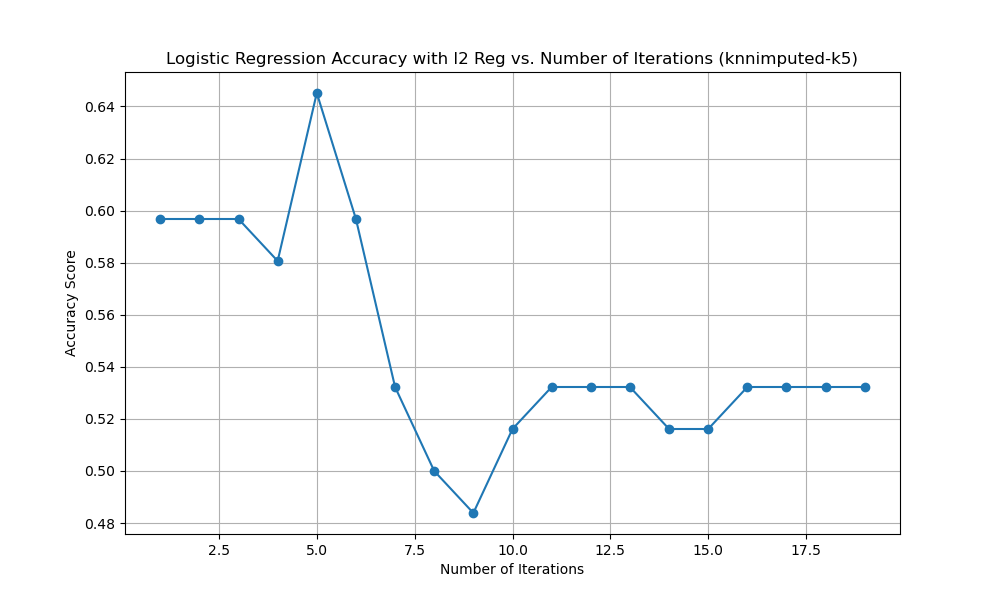 Logistic Regression Accuracy with l2 Reg vs. Number of Iterations (knnimputed-k5)
Accuracy Score
0.64
0.62
0.60
0.58
0.56
0.54
0.52
0.50
0.48
2.5 5.0 7.5 10.0 12.5 15.0 17.5
Number of Iterations